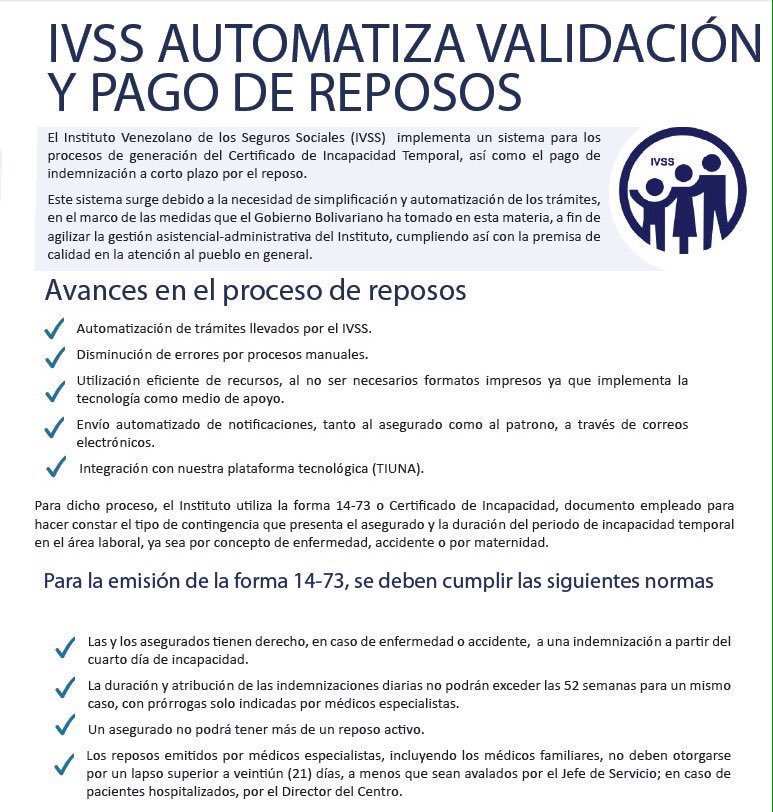 IVSS AUTOMATIZA VALIDACIÓN
Y PAGO DE REPOSOS
El Instituto Venezolano de los Seguros Sociales (IVSS) implementa un sistema para los
procesos de generación del Certificado de Incapacidad Temporal, así como el pago de
indemnización a corto plazo por el reposo.
Este sistema surge debido a la necesidad de simplificación y automatización de los trámites,
en el marco de las medidas que el Gobierno Bolivariano ha tomado en esta materia, a fin de
agilizar la gestión asistencial-administrativa del Instituto, cumpliendo así con la premisa de
calidad en la atención al pueblo en general.
IVSS
Avances en el proceso de reposos
Automatización de trámites llevados por el IVSS.
Disminución de errores por procesos manuales.
Utilización eficiente de recursos, al no ser necesarios formatos impresos ya que implementa la
tecnología como medio de apoyo.
Envío automatizado de notificaciones, tanto al asegurado como al patrono, a través de correos
electrónicos.
Integración con nuestra plataforma tecnológica (TIUNA).
Para dicho proceso, el Instituto utiliza la forma 14-73 o Certificado de Incapacidad, documento empleado para
hacer constar el tipo de contingencia que presenta el asegurado y la duración del periodo de incapacidad temporal
en el área laboral, ya sea por concepto de enfermedad, accidente o por maternidad.
Para la emisión de la forma 14-73, se deben cumplir las siguientes normas
Las y los asegurados tienen derecho, en caso de enfermedad o accidente, a una indemnización a partir del
cuarto día de incapacidad.
La duración y atribución de las indemnizaciones diarias no podrán exceder las 52 semanas para un mismo
caso, con prórrogas solo indicadas por médicos especialistas.
Un asegurado no podrá tener más de un reposo activo.
Los reposos emitidos por médicos especialistas, incluyendo los médicos familiares, no deben otorgarse
por un lapso superior a veintiún (21) días, a menos que sean avalados por el Jefe de Servicio; en caso de
pacientes hospitalizados, por el Director del Centro.